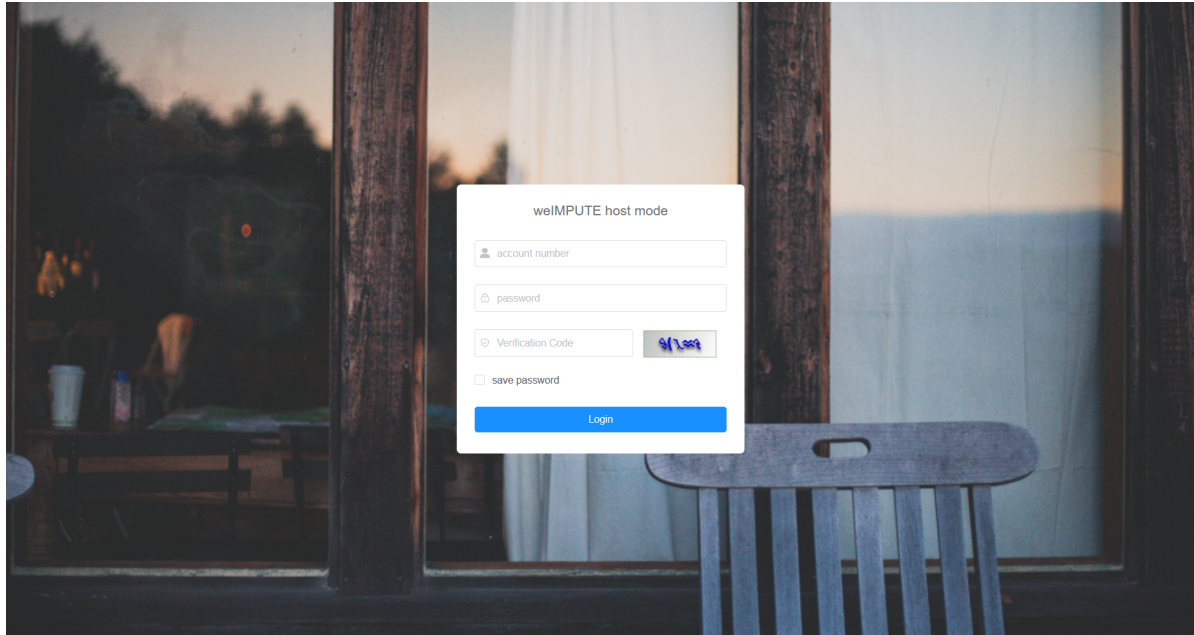 weIMPUTE host mode
account number
password
Verification Code
save password
Login